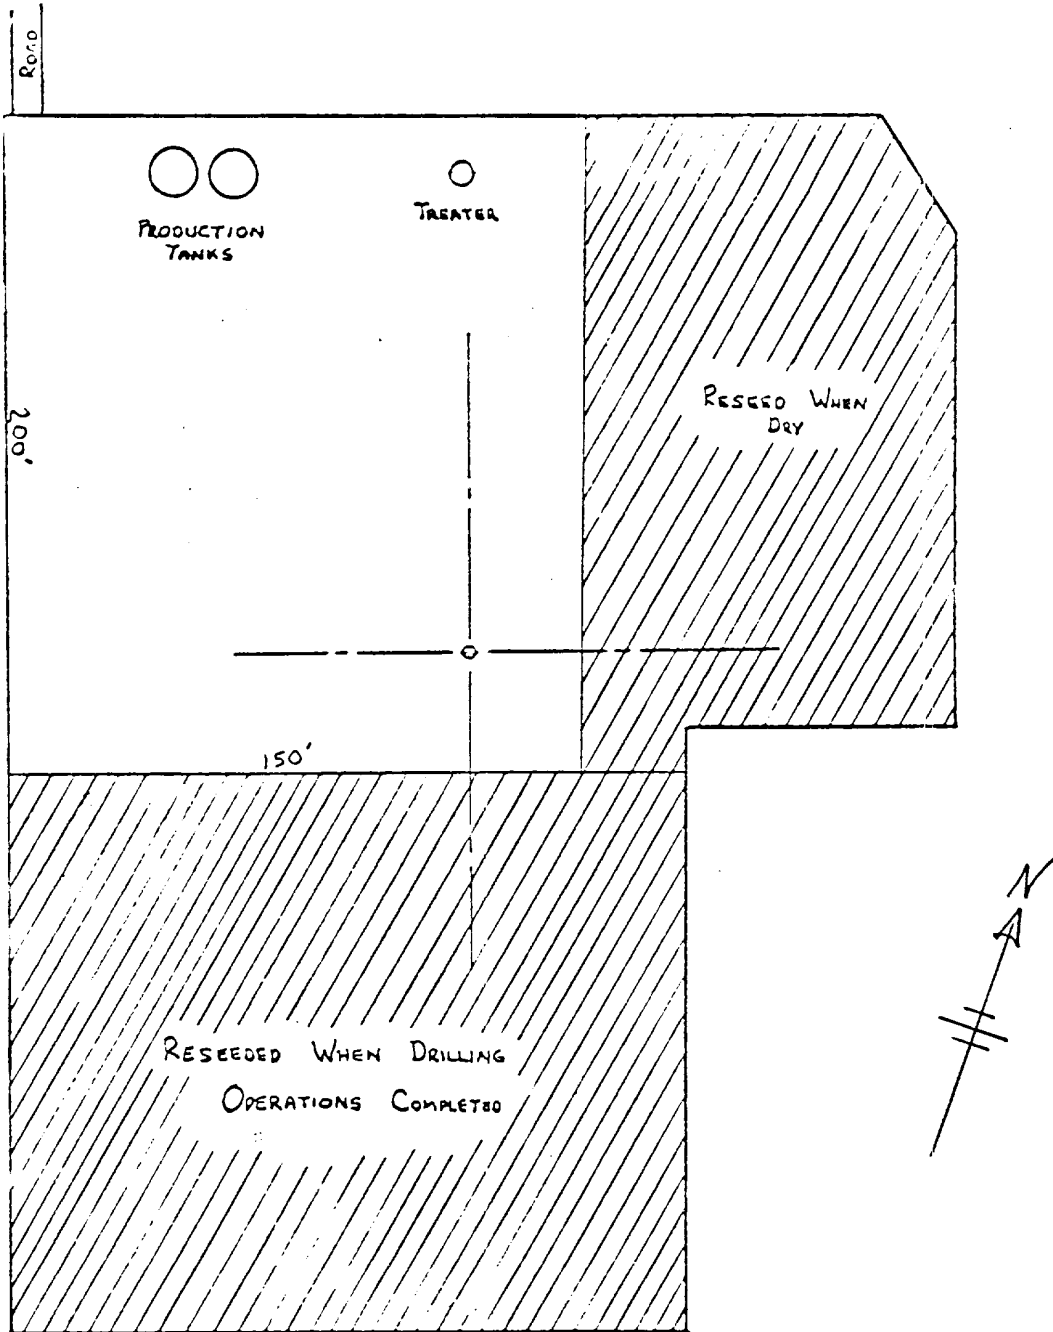 ROAD
PRODUCTION
TANKS
TREATER
200'
RESEED WHEN
DRY
150'
N
RESEEDED WHEN DRILLING
OPERATIONS COMPLETED